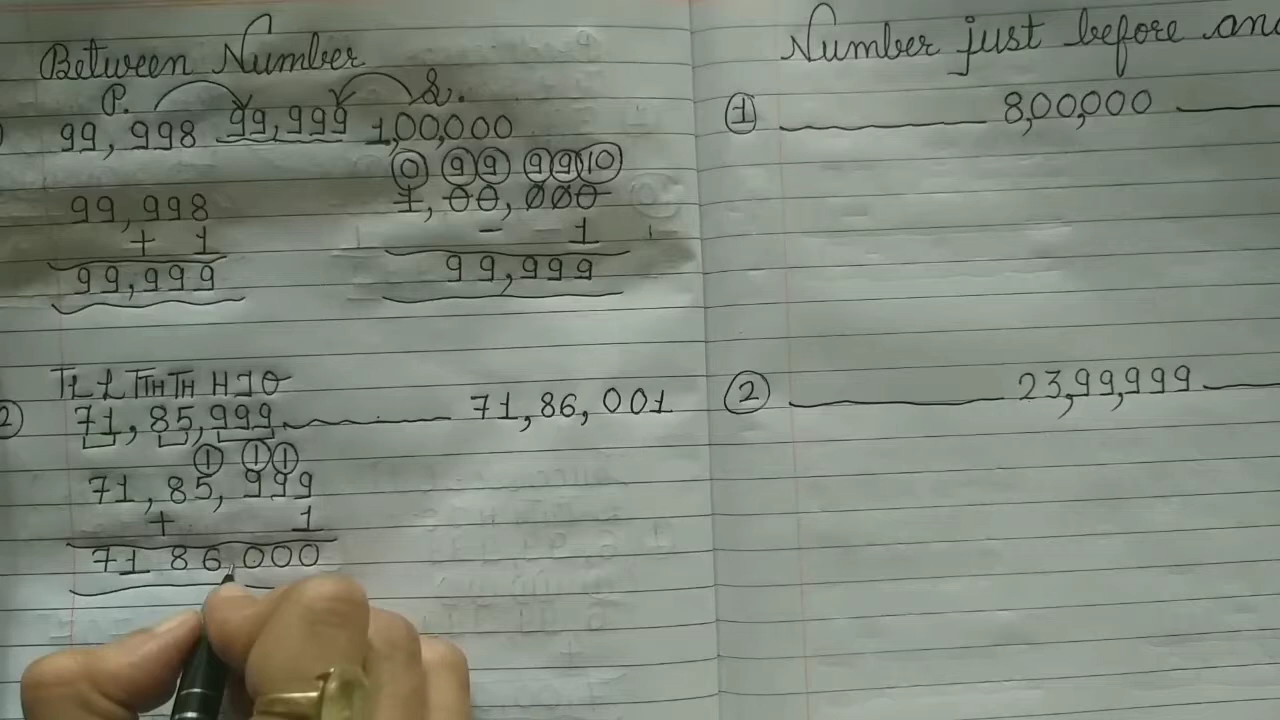 Between Number
P. S.
99,998 99,999 1,00,000
0 9 9 9 9 10
99,998 1,00,000
+ 1 - 1
99,999 99,999
TL L TTH TH H T O
2 71,85,999 71,86,001
1 1 1
71,85,999
+ 1
71 86,000
Number just before an
1 8,00,000
2 23,99,999